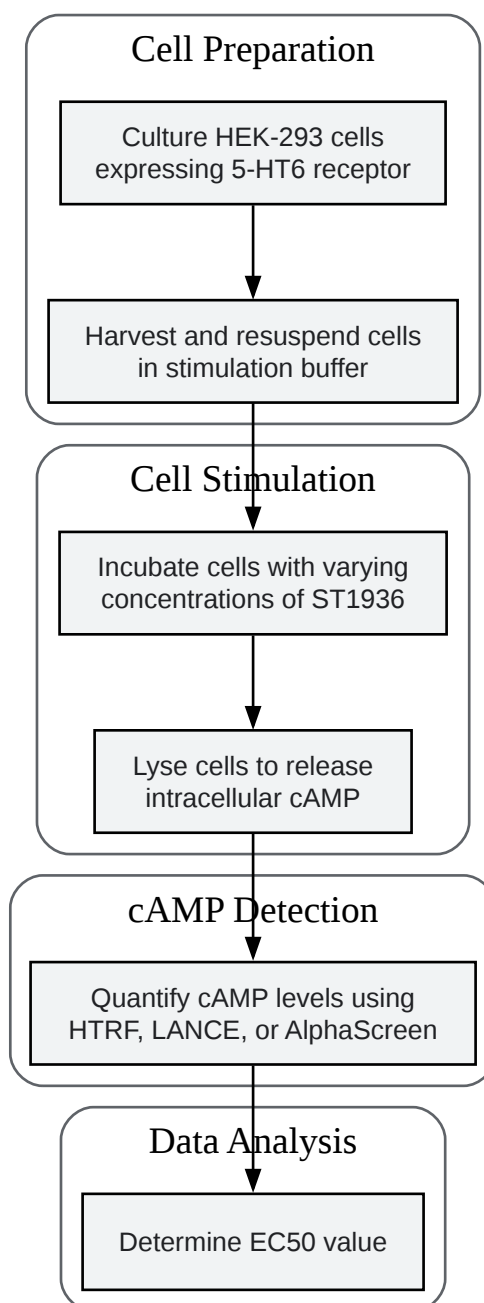 Cell Preparation
Culture HEK-293 cells
expressing 5-HT6 receptor
Harvest and resuspend cells
in stimulation buffer
Cell Stimulation
Incubate cells with varying
concentrations of ST1936
Lyse cells to release
intracellular cAMP
cAMP Detection
Quantify cAMP levels using
HTRF, LANCE, or AlphaScreen
Data Analysis
Determine EC50 value